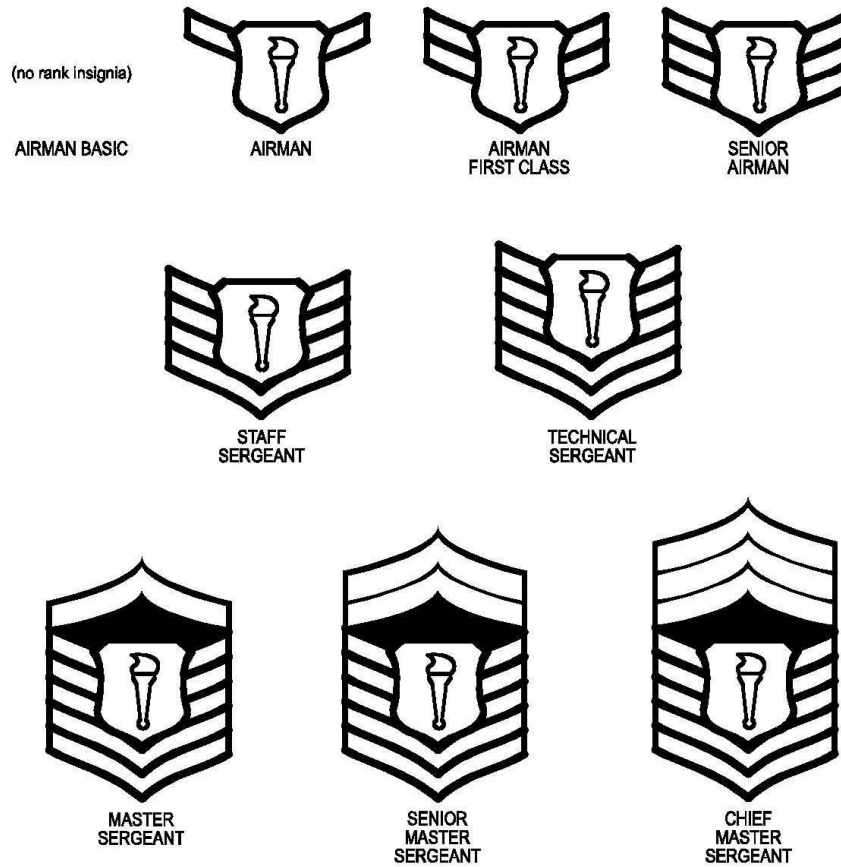 (no rank insignia)
AIRMAN BASIC
AIRMAN
AIRMAN
FIRST CLASS
SENIOR
AIRMAN
STAFF
SERGEANT
TECHNICAL
SERGEANT
MASTER
SERGEANT
SENIOR
MASTER
SERGEANT
CHIEF
MASTER
SERGEANT